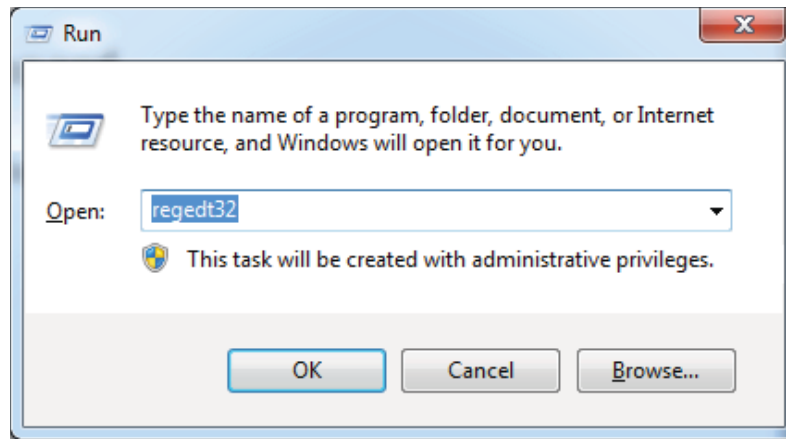 Run
Type the name of a program, folder, document, or Internet
resource, and Windows will open it for you.
Open: regedt32
This task will be created with administrative privileges.
OK Cancel Browse...